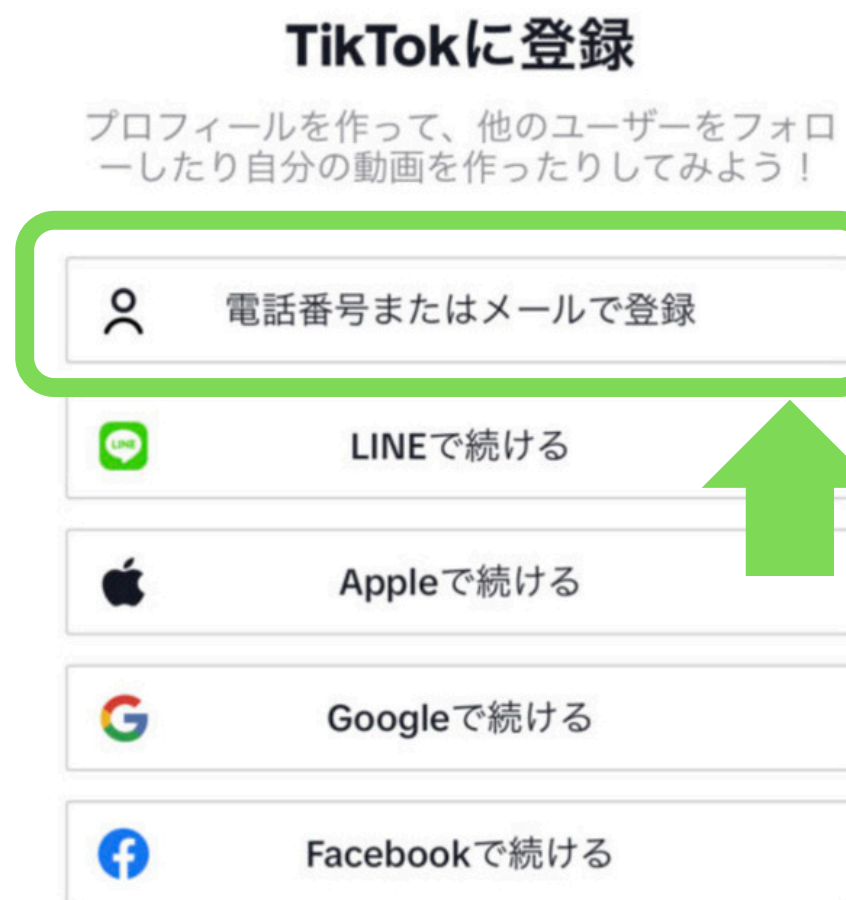 TikTokに登録
プロフィールを作って、他のユーザーをフォロ
ーしたり自分の動画を作ったりしてみよう！
電話番号またはメールで登録
LINE
LINEで続ける
Appleで続ける
Googleで続ける
Facebookで続ける